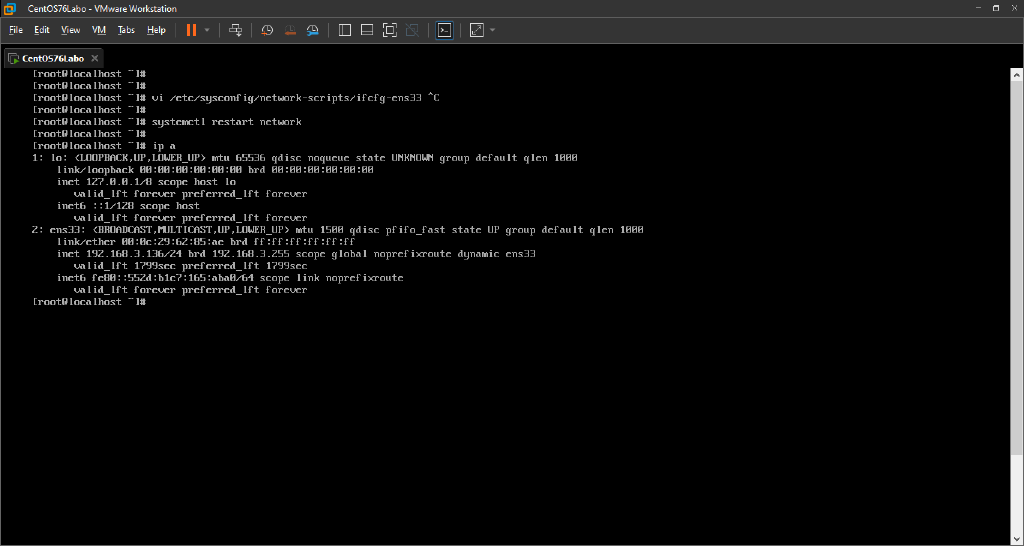 CentOS76Labo - VMware Workstation
File Edit View VM Tabs Help
CentOS76Labo
[root@localhost ~]#
[root@localhost ~]#
[root@localhost ~]# vi /etc/sysconfig/network-scripts/ifcfg-ens33 ^C
[root@localhost ~]#
[root@localhost ~]# systemctl restart network
[root@localhost ~]#
[root@localhost ~]# ip a
1: lo: <LOOPBACK,UP,LOWER_UP> mtu 65536 qdisc noqueue state UNKNOWN group default qlen 1000
link/loopback 00:00:00:00:00:00 brd 00:00:00:00:00:00
inet 127.0.0.1/8 scope host lo
valid_lft forever preferred_lft forever
inet6 ::1/128 scope host
valid_lft forever preferred_lft forever
2: ens33: <BROADCAST,MULTICAST,UP,LOWER_UP> mtu 1500 qdisc pfifo_fast state UP group default qlen 1000
link/ether 00:0c:29:62:05:ae brd ff:ff:ff:ff:ff:ff
inet 192.168.3.136/24 brd 192.168.3.255 scope global noprefixroute dynamic ens33
valid_lft 1799sec preferred_lft 1799sec
inet6 fe80::552d:b1c7:165:aba0/64 scope link noprefixroute
valid_lft forever preferred_lft forever
[root@localhost ~]#